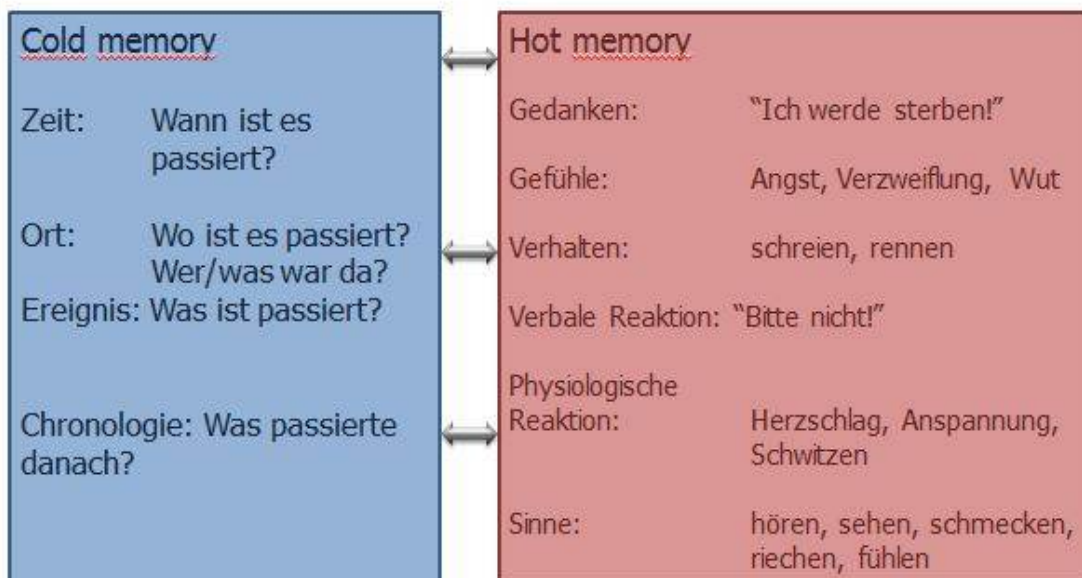 Cold memory
Zeit: Wann ist es
passiert?
Ort: Wo ist es passiert?
Wer/was war da?
Ereignis: Was ist passiert?
Chronologie: Was passierte
danach?
Hot memory
Gedanken: “Ich werde sterben!”
Gefühle: Angst, Verzweiflung, Wut
Verhalten: schreien, rennen
Verbale Reaktion: “Bitte nicht!”
Physiologische
Reaktion: Herzschlag, Anspannung,
Schwitzen
Sinne: hören, sehen, schmecken,
riechen, fühlen